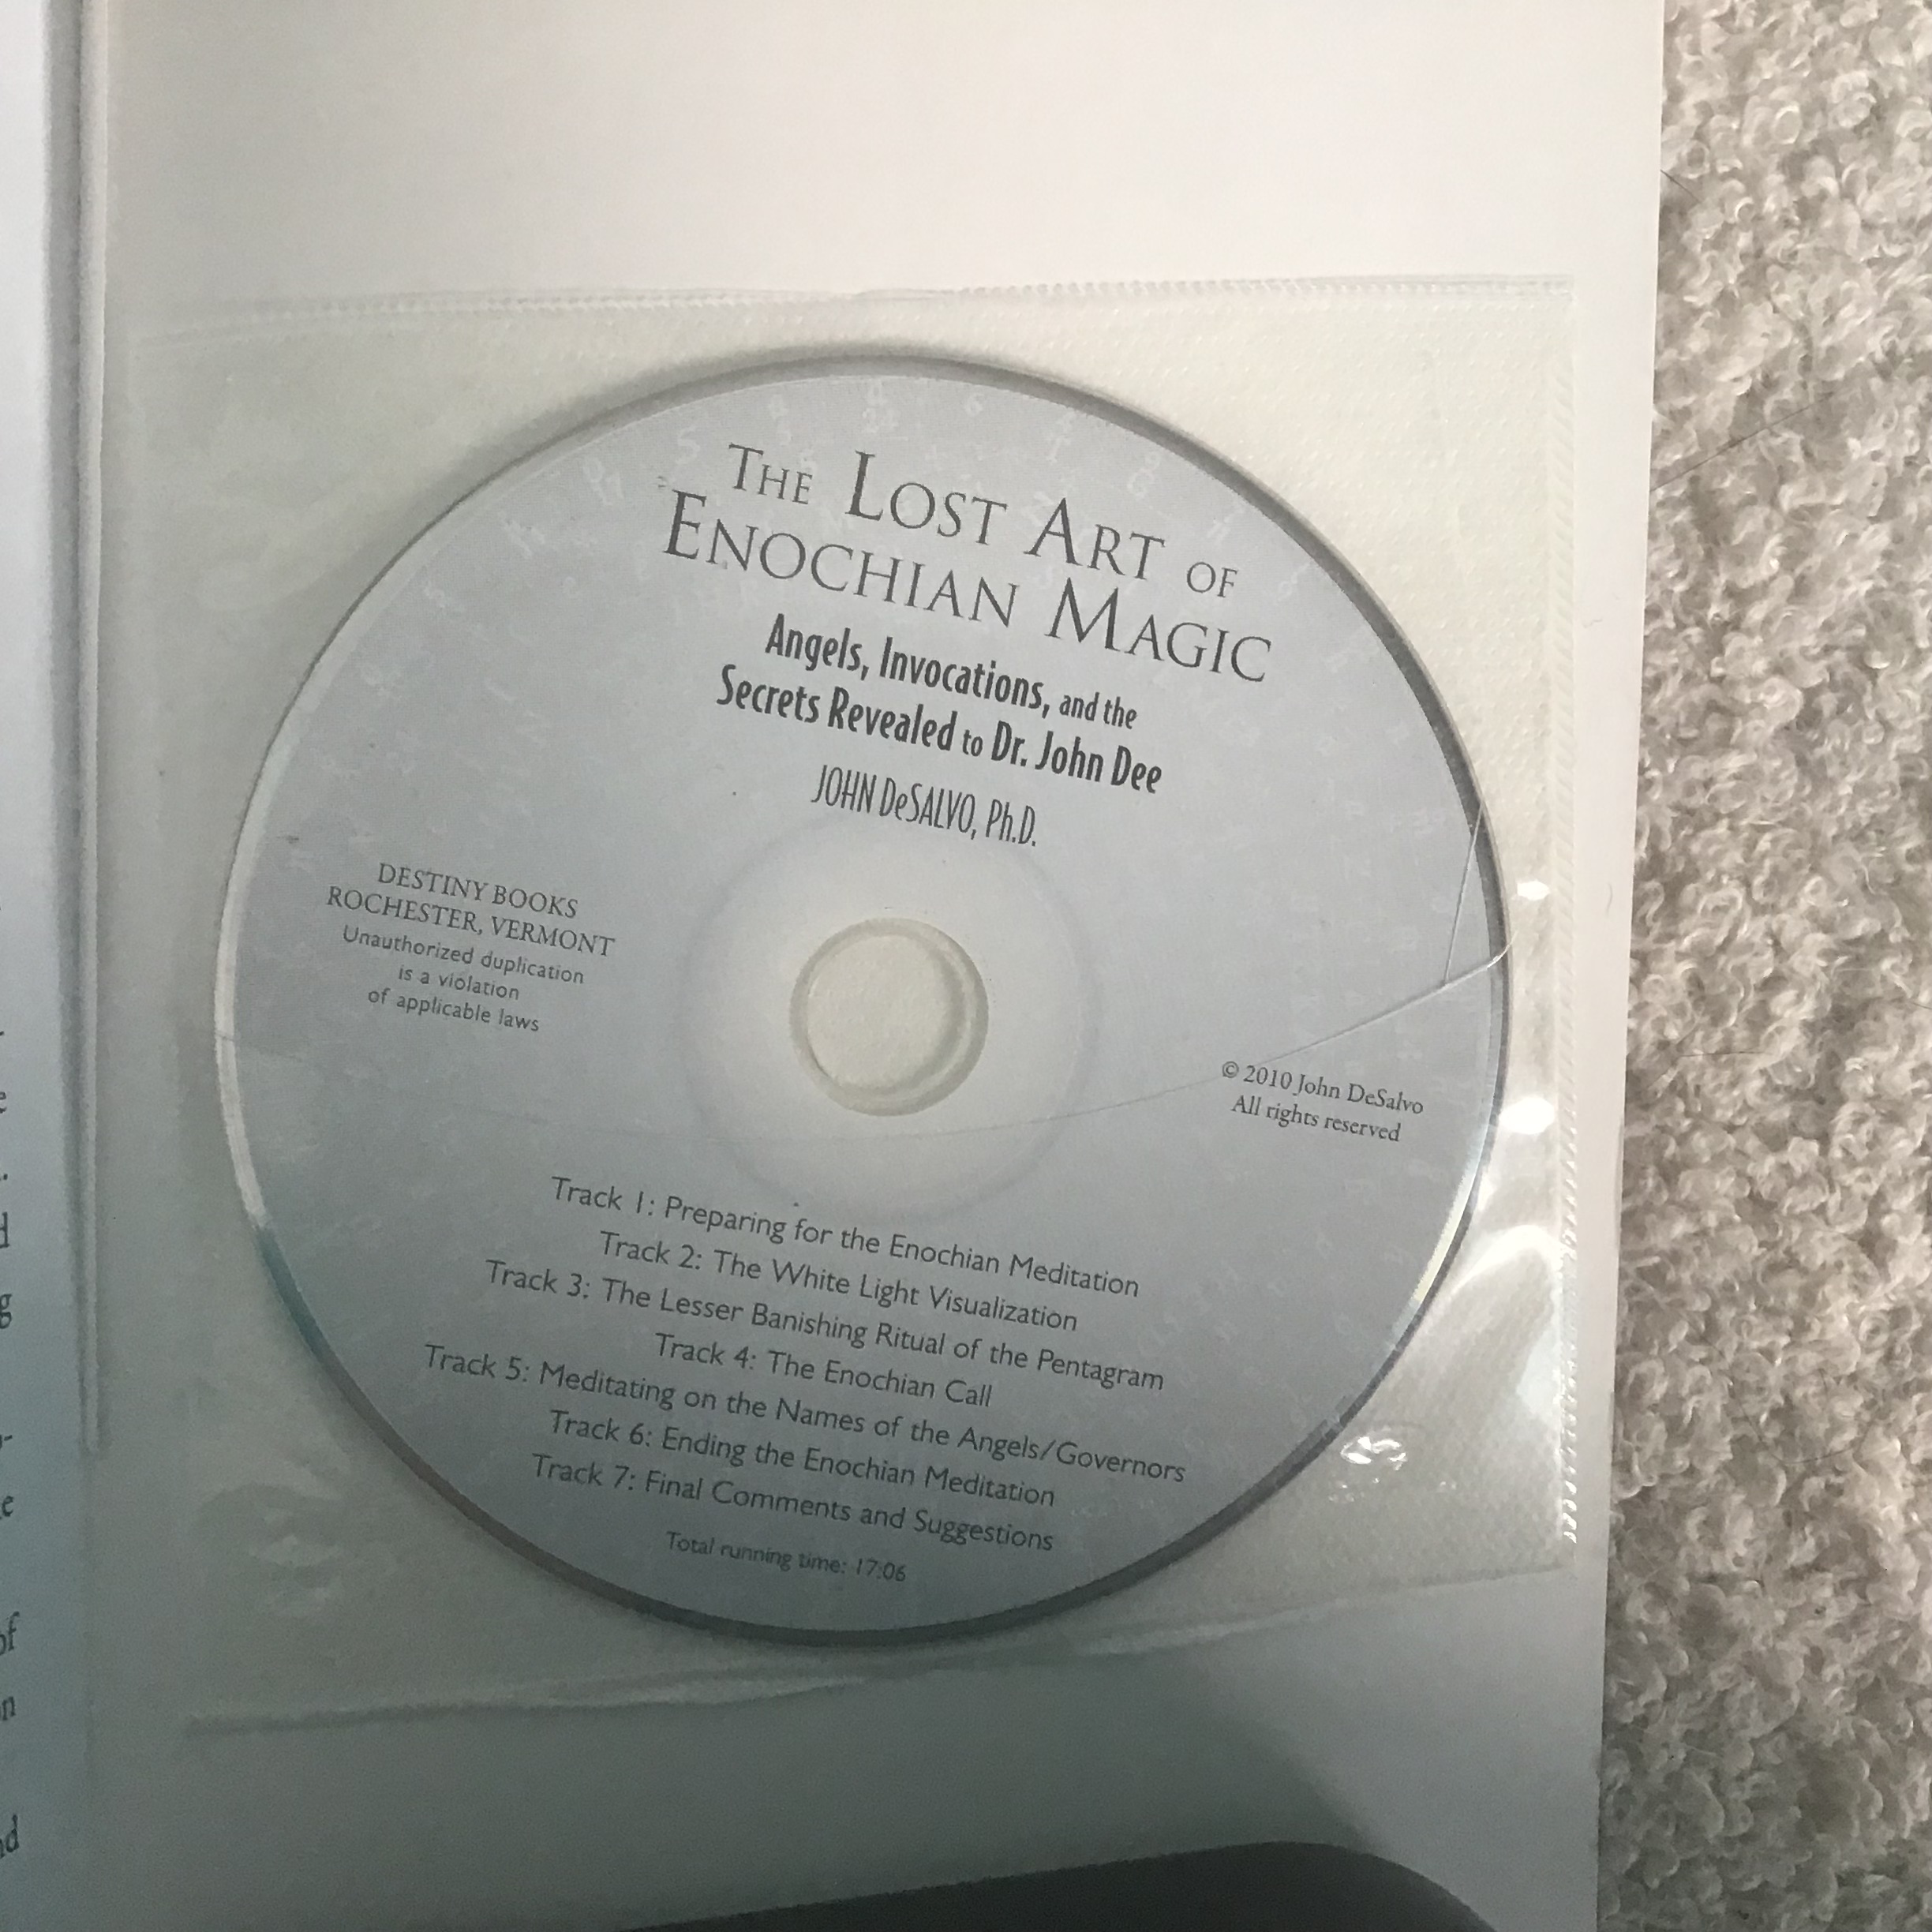 THE LOST ART OF
ENOCHIAN MAGIC
Angels, Invocations, and the
Secrets Revealed to Dr. John Dee
JOHN DeSALVO, Ph.D.
DESTINY BOOKS
ROCHESTER, VERMONT
Unauthorized duplication
is a violation
of applicable laws
© 2010 John DeSalvo
All rights reserved
Track 1: Preparing for the Enochian Meditation
Track 2: The White Light Visualization
Track 3: The Lesser Banishing Ritual of the Pentagram
Track 4: The Enochian Call
Track 5: Meditating on the Names of the Angels/Governors
Track 6: Ending the Enochian Meditation
Track 7: Final Comments and Suggestions
Total running time: 17:06